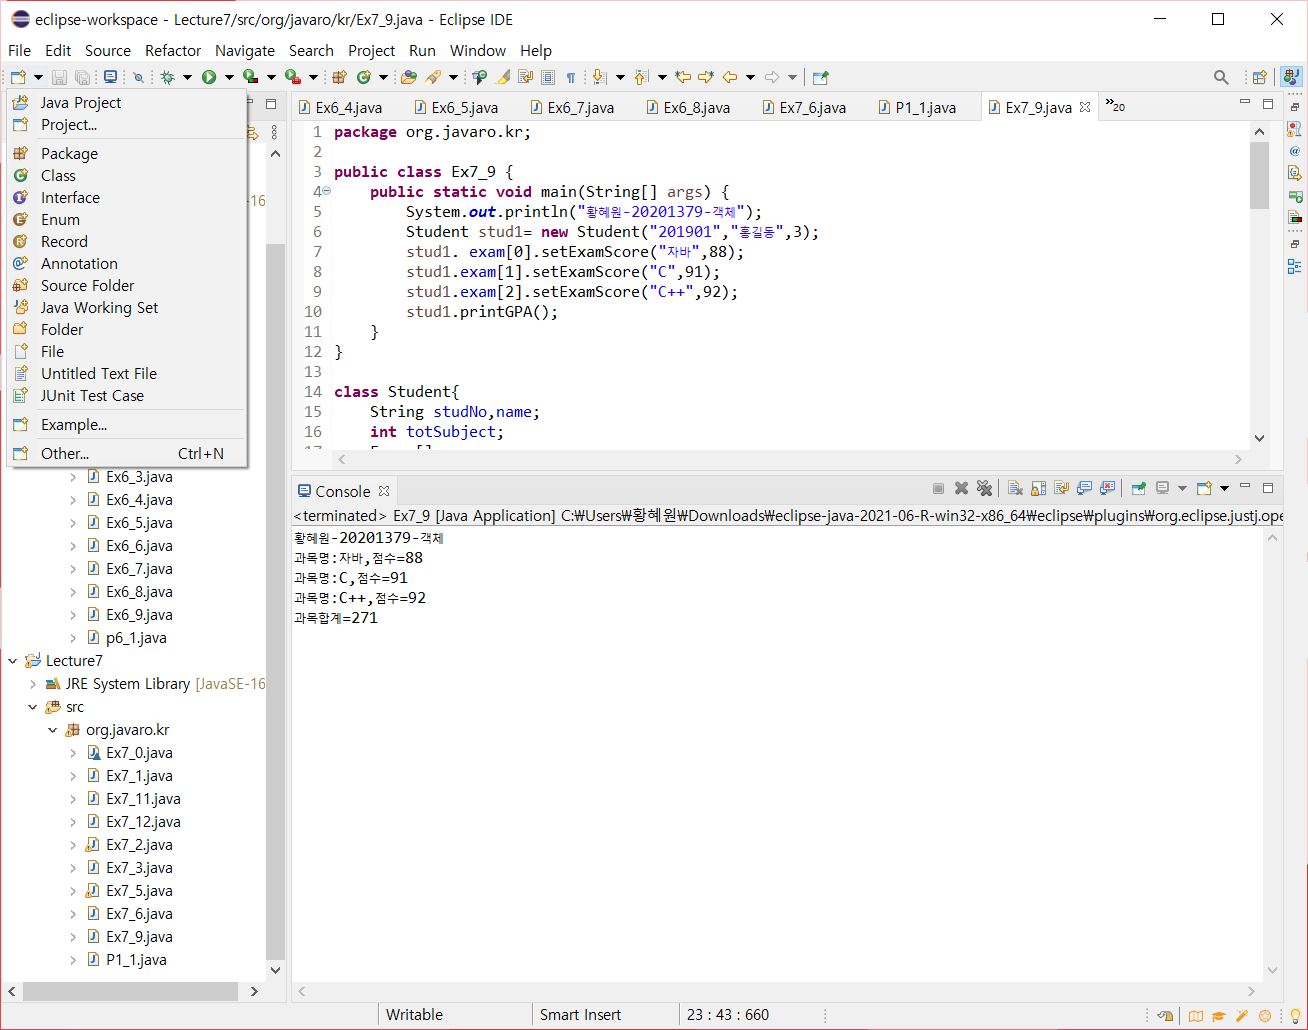 eclipse-workspace - Lecture7/src/org/javaro/kr/Ex7_9.java - Eclipse IDE
File Edit Source Refactor Navigate Search Project Run Window Help
Java Project
Project...
Package
Class
Interface
Enum
Record
Annotation
Source Folder
Java Working Set
Folder
File
Untitled Text File
JUnit Test Case
Example...
Other... Ctrl+N
-16
Ex6_3.java
Ex6_4.java
Ex6_5.java
Ex6_6.java
Ex6_7.java
Ex6_8.java
Ex6_9.java
p6_1.java
Lecture7
JRE System Library [JavaSE-16
src
org.javaro.kr
Ex7_0.java
Ex7_1.java
Ex7_11.java
Ex7_12.java
Ex7_2.java
Ex7_3.java
Ex7_5.java
Ex7_6.java
Ex7_9.java
P1_1.java
Ex6_4.java Ex6_5.java Ex6_7.java Ex6_8.java Ex7_6.java P1_1.java Ex7_9.java »20
1 package org.javaro.kr;
2
3 public class Ex7_9 {
4 public static void main(String[] args) {
5 System.out.println("황혜원-20201379-객체");
6 Student stud1= new Student("201901","홍길동",3);
7 stud1. exam[0].setExamScore("자바",88);
8 stud1.exam[1].setExamScore("C",91);
9 stud1.exam[2].setExamScore("C++",92);
10 stud1.printGPA();
11 }
12 }
13
14 class Student{
15 String studNo,name;
16 int totSubject;
Console
<terminated> Ex7_9 [Java Application] C:₩Users₩황혜원₩Downloads₩eclipse-java-2021-06-R-win32-x86_64₩eclipse₩plugins₩org.eclipse.justj.ope
황혜원-20201379-객체
과목명:자바,점수=88
과목명:C,점수=91
과목명:C++,점수=92
과목합계=271
Writable Smart Insert 23 : 43 : 660